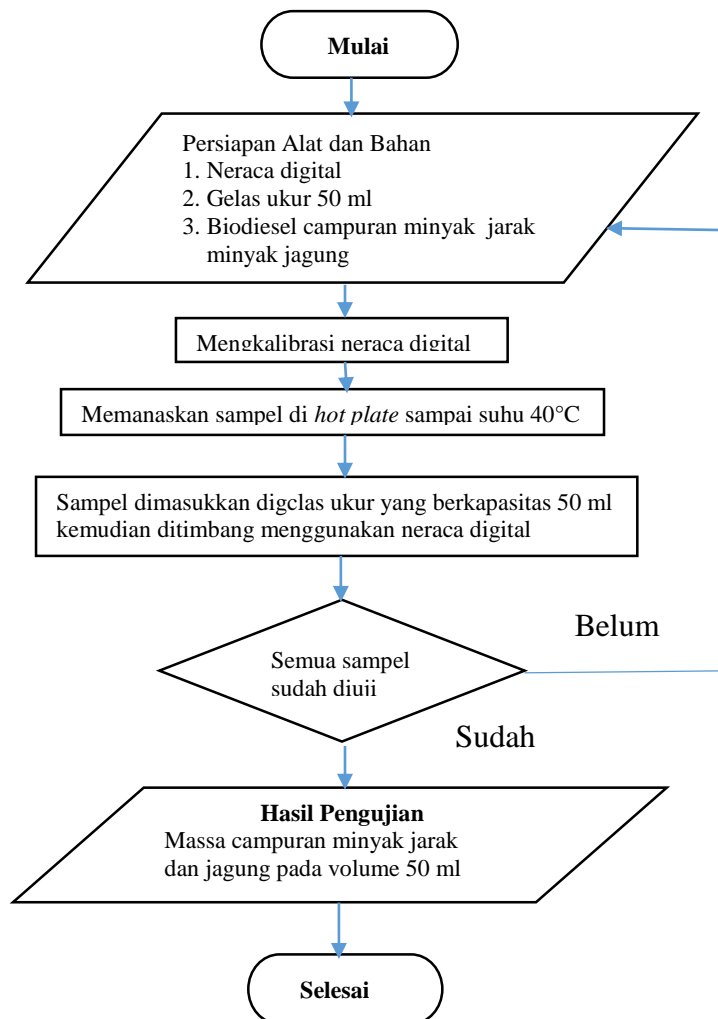 Mulai
Persiapan Alat dan Bahan
1. Neraca digital
2. Gelas ukur 50 ml
3. Biodiesel campuran minyak jarak
minyak jagung
Mengkalibrasi neraca digital
Memanaskan sampel di hot plate sampai suhu 40°C
Sampel dimasukkan digclas ukur yang berkapasitas 50 ml
kemudian ditimbang menggunakan neraca digital
Belum
Semua sampel
sudah diuji
Sudah
Hasil Pengujian
Massa campuran minyak jarak
dan jagung pada volume 50 ml
Selesai